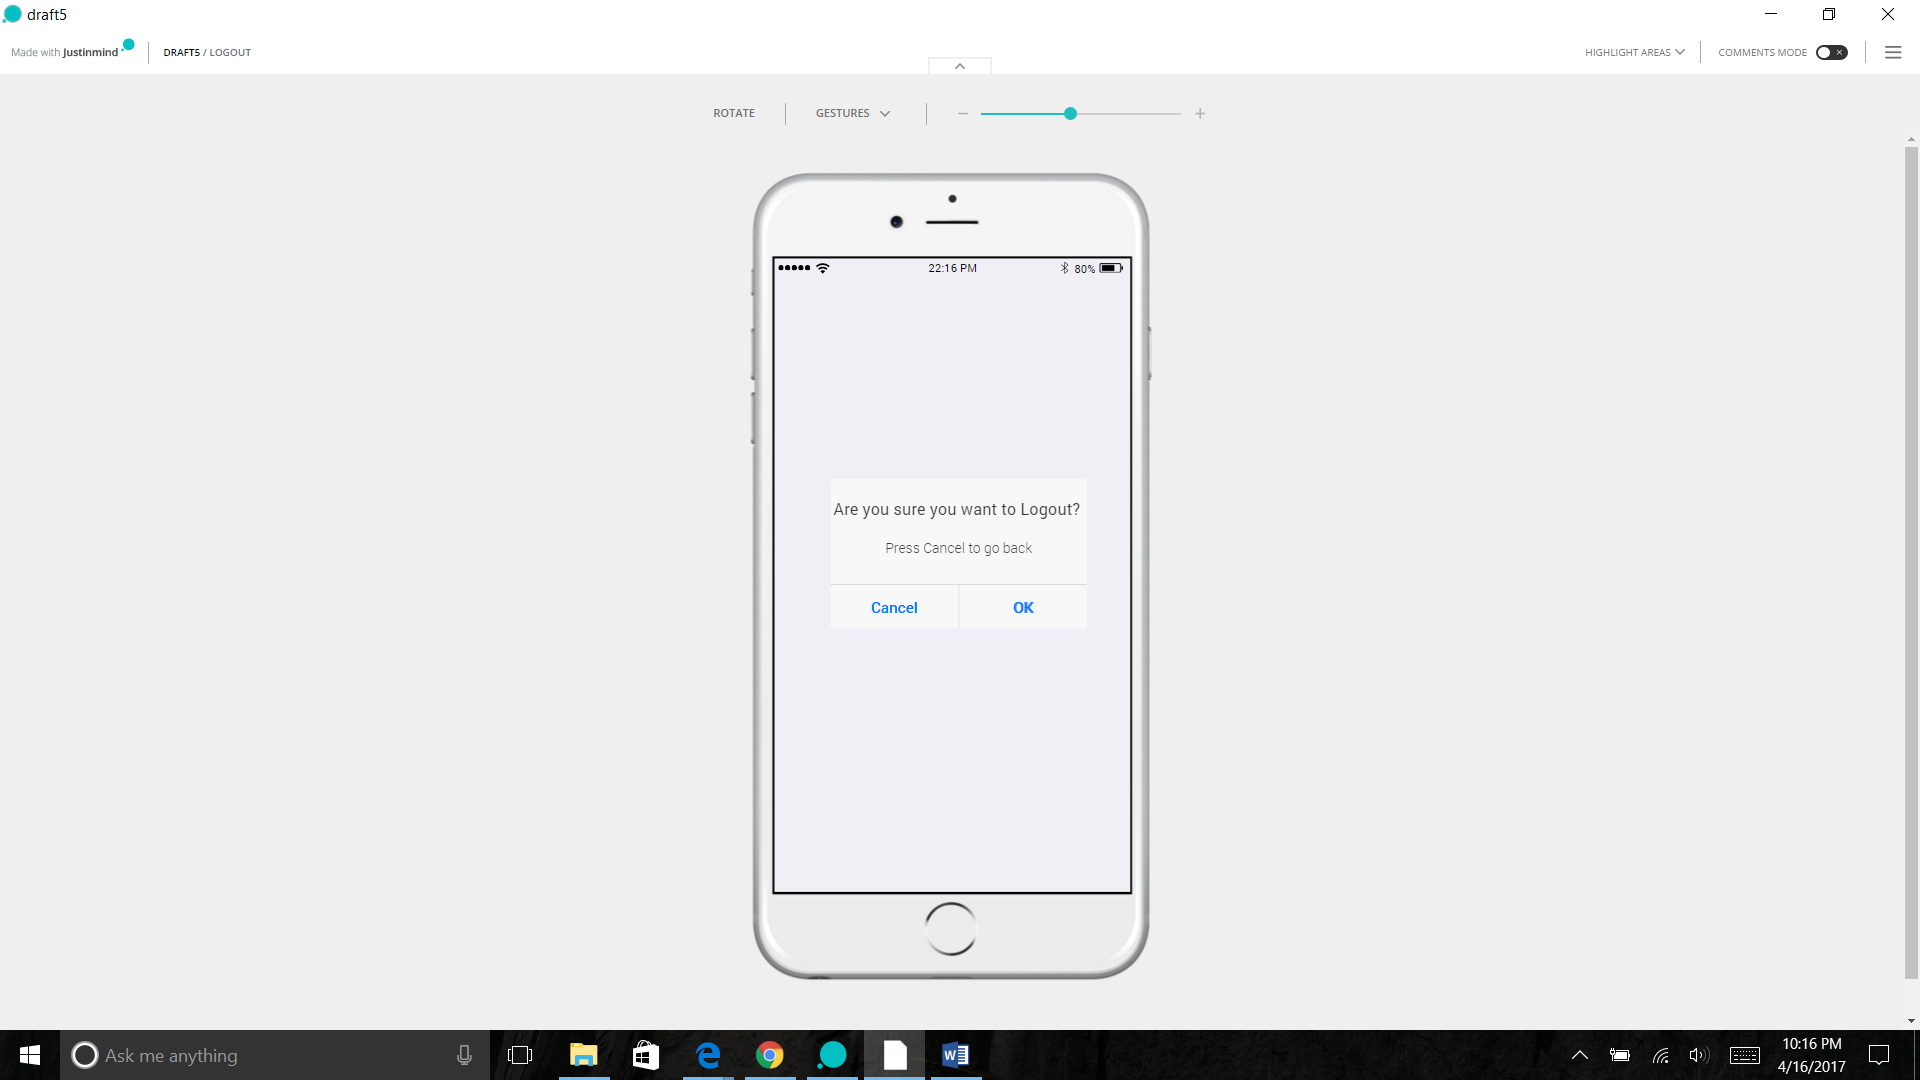 draft5
Made with Justinmind
DRAFT5 / LOGOUT
HIGHLIGHT AREAS
COMMENTS MODE
ROTATE
GESTURES
22:16 PM
80%
Are you sure you want to Logout?
Press Cancel to go back
Cancel
OK
Ask me anything
10:16 PM
4/16/2017